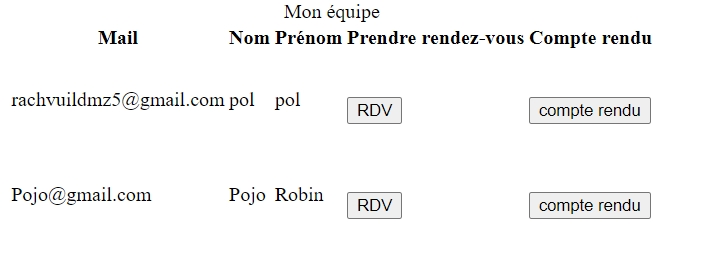 Mon équipe
Mail Nom Prénom Prendre rendez-vous Compte rendu
rachvuildmz5@gmail.com pol pol RDV compte rendu
Pojo@gmail.com Pojo Robin RDV compte rendu